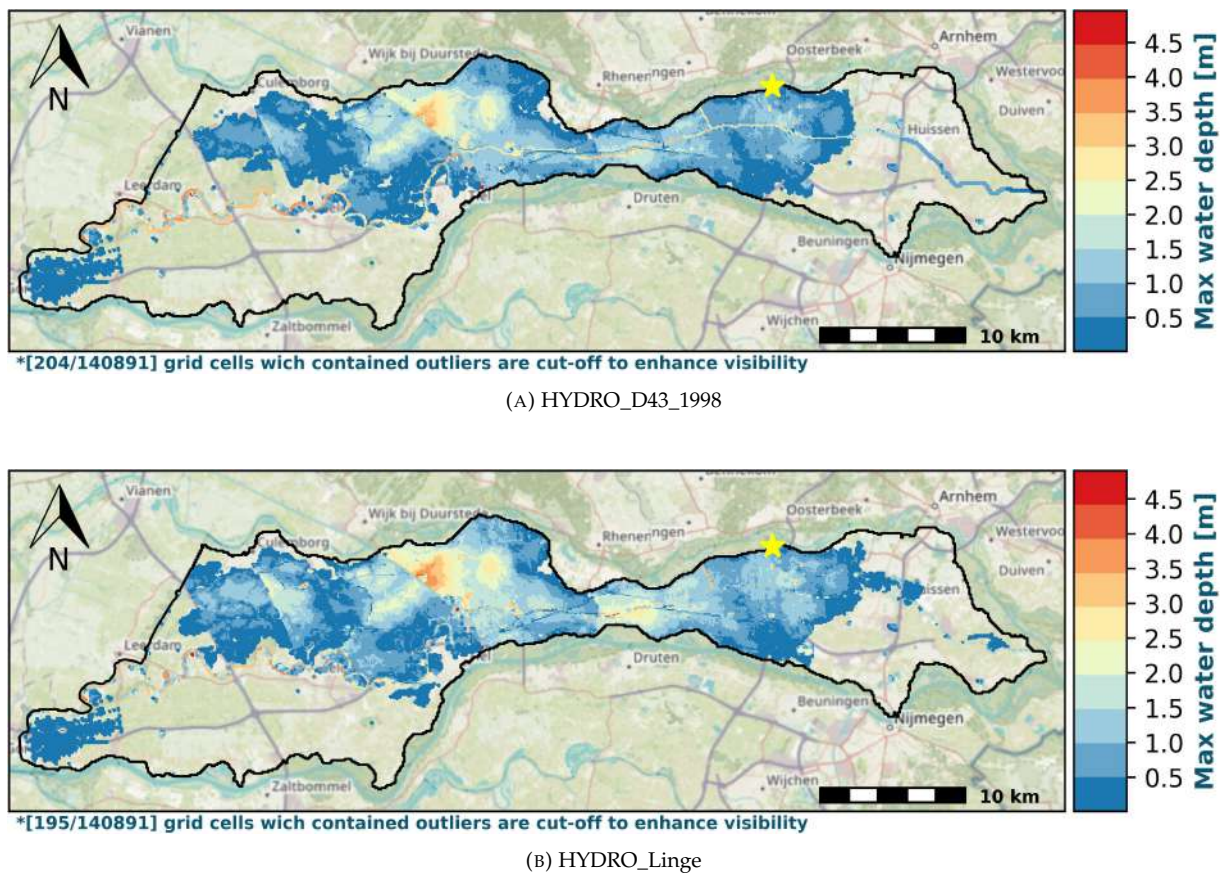 Vianen
Wijk bij Duurstede
Culemborg
Rhenen
ngen
Oosterbeek
Arnhem
Westervoo
Duiven
Huissen
Leerdam
Druten
Beuningen
Nijmegen
Zaltbommel
Wijchen
N
10 km
4.5
4.0
3.5
3.0
2.5
2.0
1.5
1.0
0.5
Max water depth [m]
*[204/140891] grid cells wich contained outliers are cut-off to enhance visibility
(A) HYDRO_D43_1998
Vianen
Wijk bij Duurstede
Culemborg
Rhenen
ngen
Oosterbeek
Arnhem
Westervoo
Duiven
issen
Leerdam
Druten
Beuningen
Nijmegen
Zaltbommel
Wijchen
N
10 km
4.5
4.0
3.5
3.0
2.5
2.0
1.5
1.0
0.5
Max water depth [m]
*[195/140891] grid cells wich contained outliers are cut-off to enhance visibility
(B) HYDRO_Linge